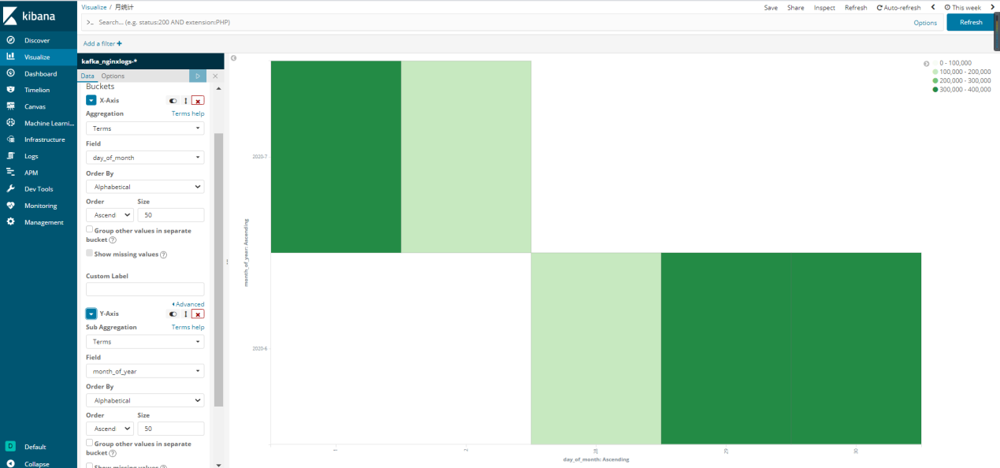 kibana
Visualize / 月统计
Save Share Inspect Refresh Auto-refresh This week
>_ Search... (e.g. status:200 AND extension:PHP)
Options
Refresh
Add a filter +
Discover
Visualize
Dashboard
Timelion
Canvas
Machine Learni...
Infrastructure
Logs
APM
Dev Tools
Monitoring
Management
D Default
Collapse
kafka_nginxlogs-*
Data Options
Buckets
X-Axis
Aggregation Terms help
Terms
Field
day_of_month
Order By
Alphabetical
Order Size
Ascend 50
Group other values in separate
bucket
Show missing values
Custom Label
Advanced
Y-Axis
Sub Aggregation Terms help
Terms
Field
month_of_year
Order By
Alphabetical
Order Size
Ascend 50
Group other values in separate
bucket
Show missing values
month_of_year: Ascending
2020-7
2020-6
1 2 28 29 30
day_of_month: Ascending
0 - 100,000
100,000 - 200,000
200,000 - 300,000
300,000 - 400,000